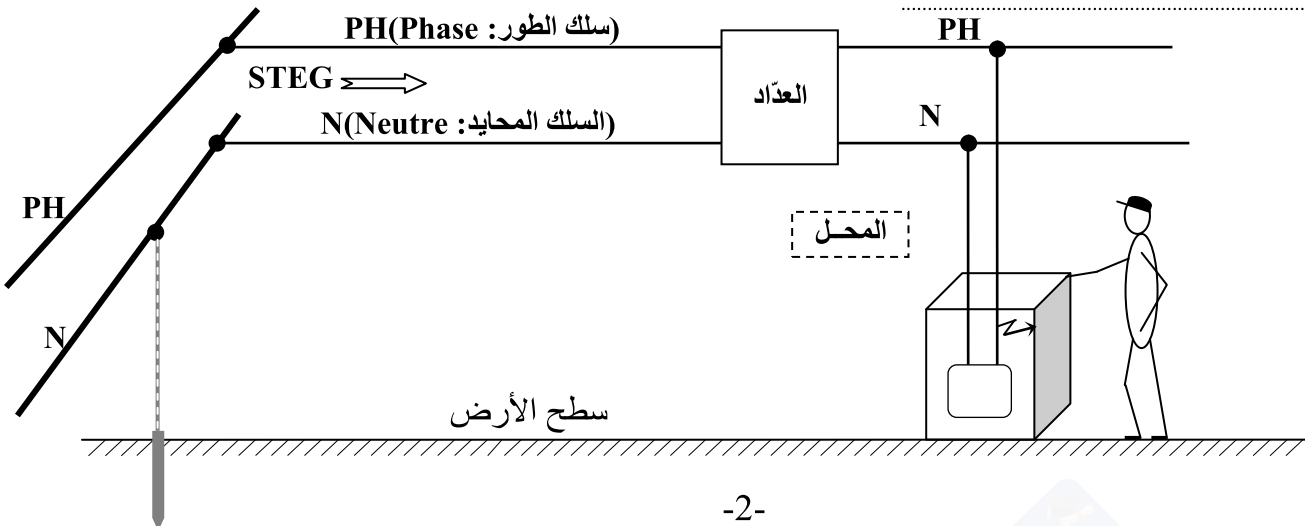 PH(Phase :سلك الطور)
PH
STEG
العدّاد
N(Neutre :السلك المحايد)
N
PH
المحـل
N
سطح الأرض
-2-